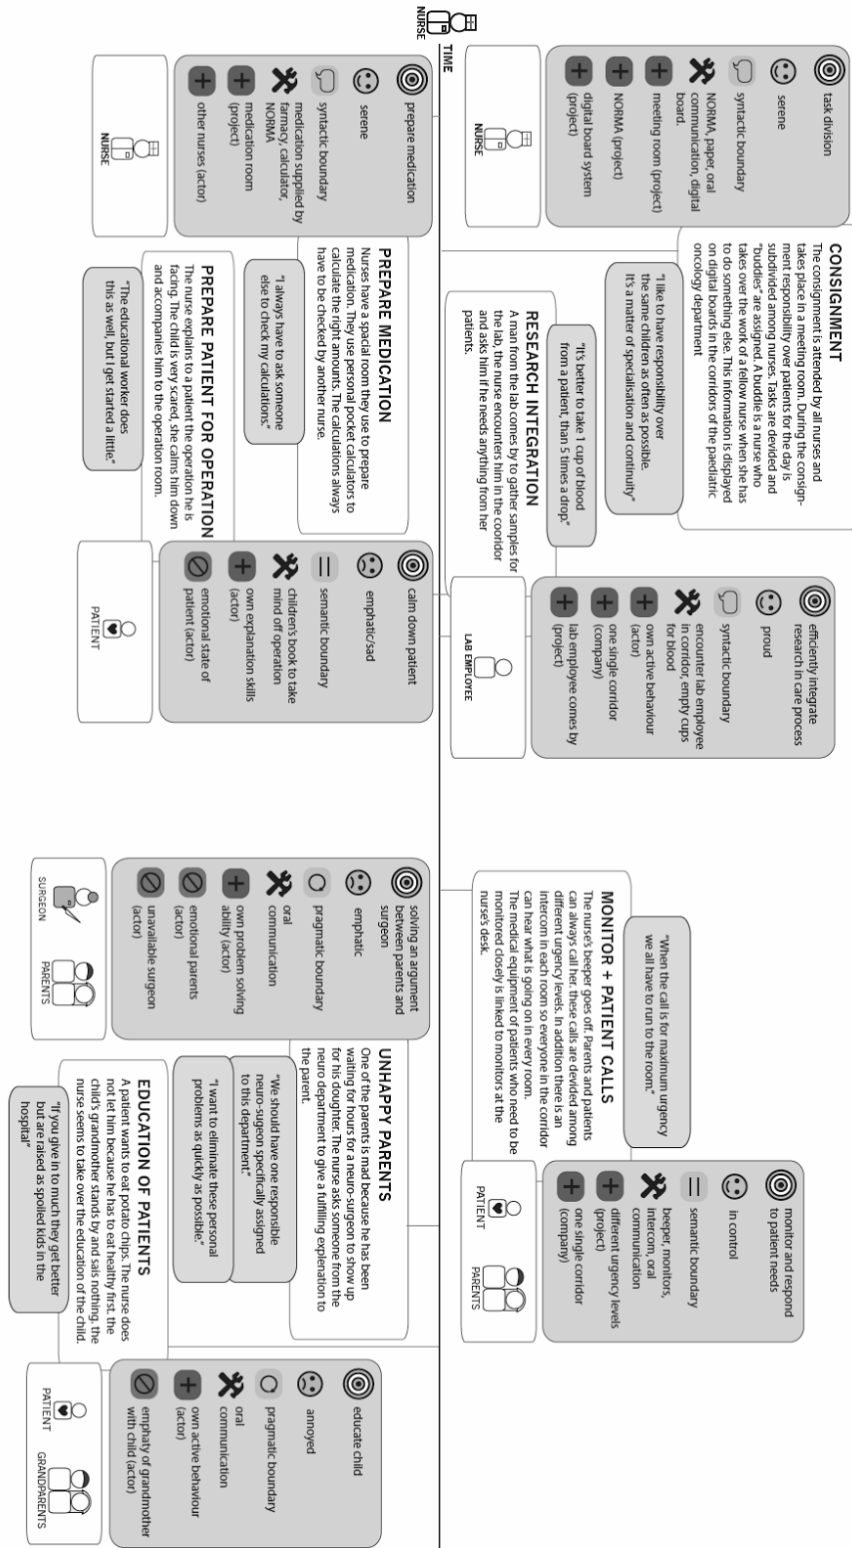 NURSE
TIME
task division
serene
syntactic boundary
NORMA, paper, oral
communication, digital
board.
meeting room (project)
NORMA (project)
digital board system
(project)
NURSE
CONSIGNMENT
The consignment is attended by all nurses and
takes place in a meeting room. During the consign-
ment responsibility over patients for the day is
subdivided among nurses. Tasks are devided and
"buddies" are assigned. A buddie is a nurse who
takes over the work of a fellow nurse when she has
to do something else. This information is displayed
on digital boards in the corridors of the paediatric
oncology department
"I like to have responsibility over
the same children as often as possible.
It's a matter of specialisation and continuity"
"It's better to take 1 cup of blood
from a patient, than 5 times a drop."
RESEARCH INTEGRATION
A man from the lab comes by to gather samples for
the lab, the nurse encounters him in the cooridor
and asks him if he needs anything from her
patients.
efficiently integrate
research in care process
proud
syntactic boundary
encounter lab employee
in corridor, empty cups
for blood
own active behaviour
(actor)
one single corridor
(company)
lab employee comes by
(project)
LAB EMPLOYEE
"When the call is for maximum urgency
we all have to run to the room."
MONITOR + PATIENT CALLS
The nurse's beeper goes off. Parents and patients
can always call her. these calls are devided among
different urgency levels. In addition there is an
intercom in each room so everyone in the corridor
can hear what is going on in every room.
The medical equipment of patients who need to be
monitored closely is linked to monitors at the
nurse's desk.
monitor and respond
to patient needs
in control
semantic boundary
beeper, monitors,
intercom, oral
communication
different urgency levels
(project)
one single corridor
(company)
PATIENT
PARENTS
prepare medication
serene
syntactic boundary
medication supplied by
farmacy, calculator,
NORMA
medication room
(project)
other nurses (actor)
NURSE
PREPARE MEDICATION
Nurses have a spacial room they use to prepare
medication. They use personal pocket calculators to
calculate the right amounts. The calculations always
have to be checked by another nurse.
"I always have to ask someone
else to check my calculations."
PREPARE PATIENT FOR OPERATION
The nurse explains to a patient the operation he is
facing. The child is very scared, she calms him down
and accompanies him to the operation room.
"The educational worker does
this as well, but I get started a little."
calm down patient
emphatic/sad
semantic boundary
children's book to take
mind off operation
own explanation skills
(actor)
emotional state of
patient (actor)
PATIENT
solving an argument
between parents and
surgeon
emphatic
pragmatic boundary
oral
communication
own problem solving
ability (actor)
emotional parents
(actor)
unavailable surgeon
(actor)
SURGEON
PARENTS
UNHAPPY PARENTS
One of the parents is mad because he has been
waiting for hours for a neuro-surgeon to show up
for his doughter. The nurse asks someone from the
neuro department to give a fulfilling explenation to
the parent.
"We should have one responsible
neuro-sugeon specifically assigned
to this department."
"I want to eliminate these personal
problems as quickly as possible."
EDUCATION OF PATIENTS
A patient wants to eat potato chips. The nurse does
not let him because he has to eat healthy first. the
child's grandmother stands by and sais nothing. the
nurse seems to take over the education of the child.
"If you give in to much they get better
but are raised as spoiled kids in the
hospital"
educate child
annoyed
pragmatic boundary
oral
communication
own active behaviour
(actor)
emphaty of grandmother
with child (actor)
PATIENT
GRANDPARENTS